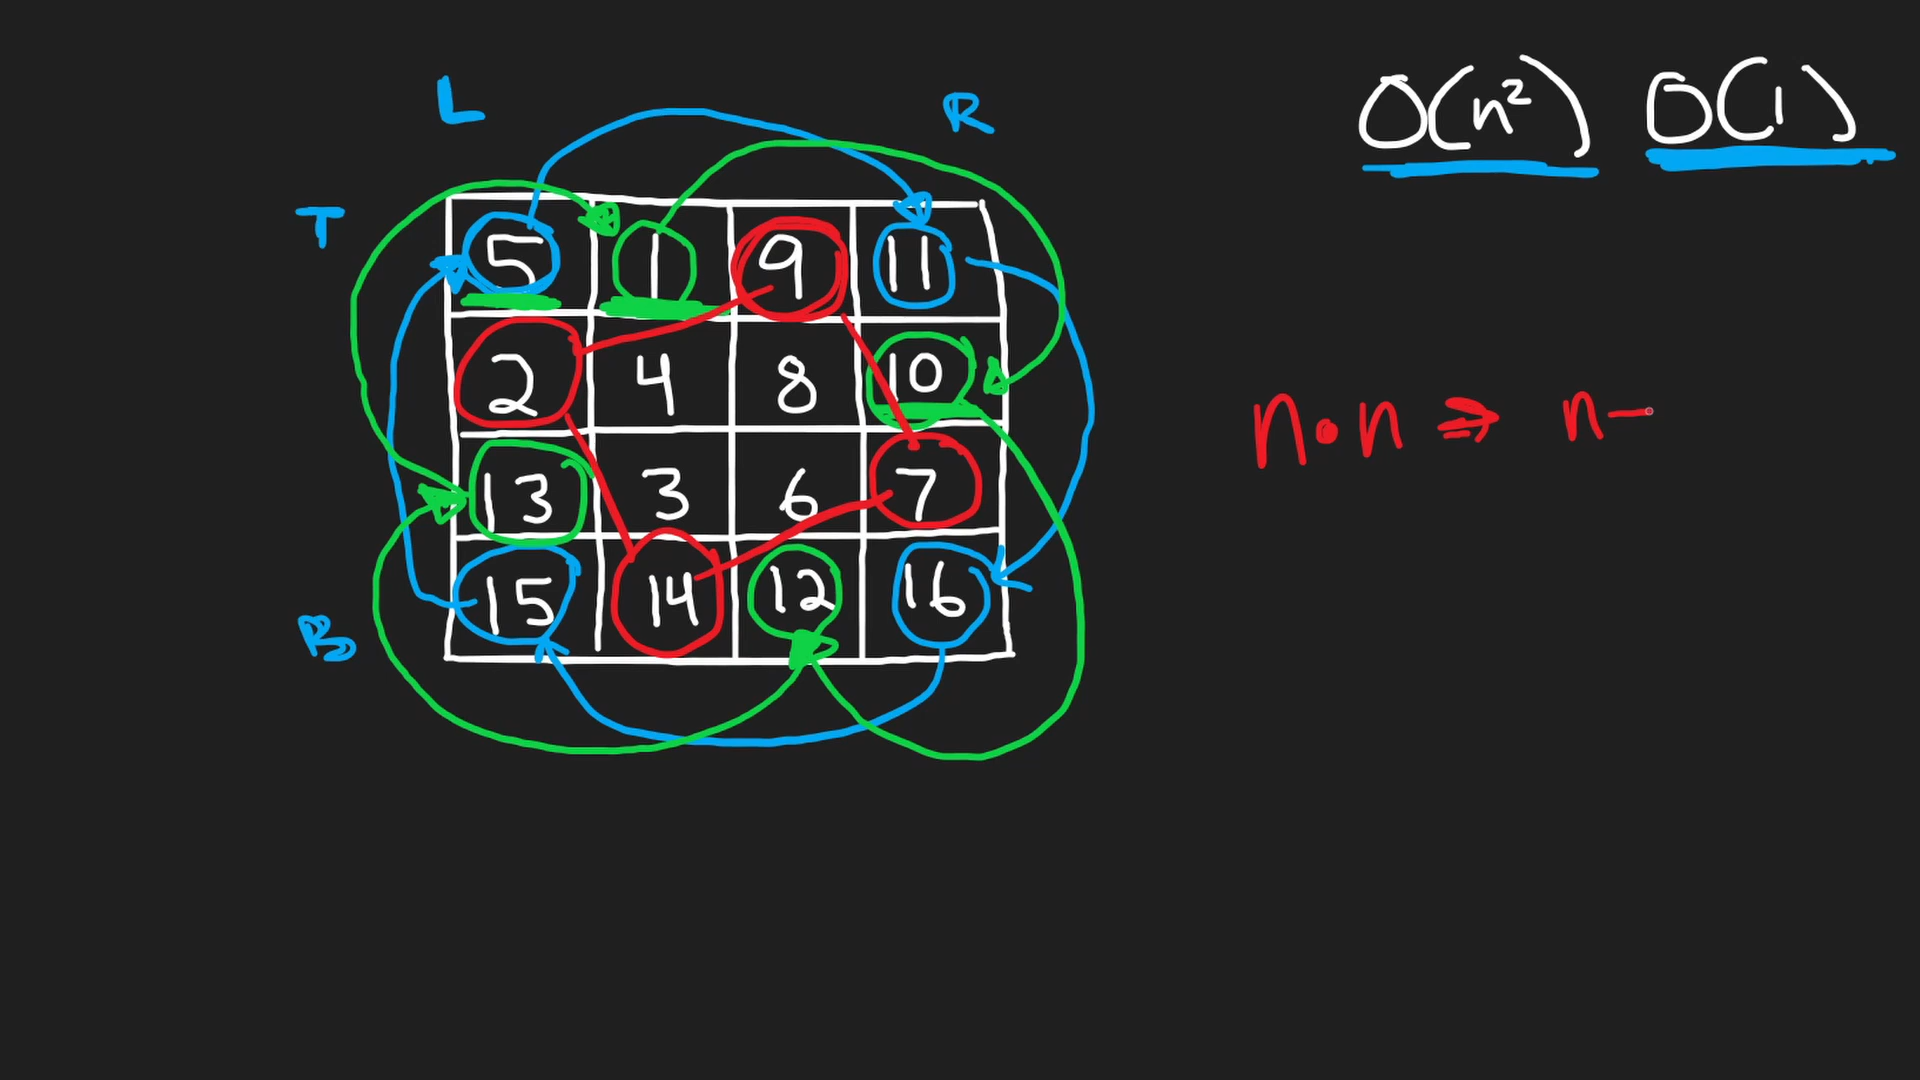 L R
O(n²) O(1)
T
5 1 9 11
2 4 8 10
n·n ⇒ n-
13 3 6 7
15 14 12 16
B